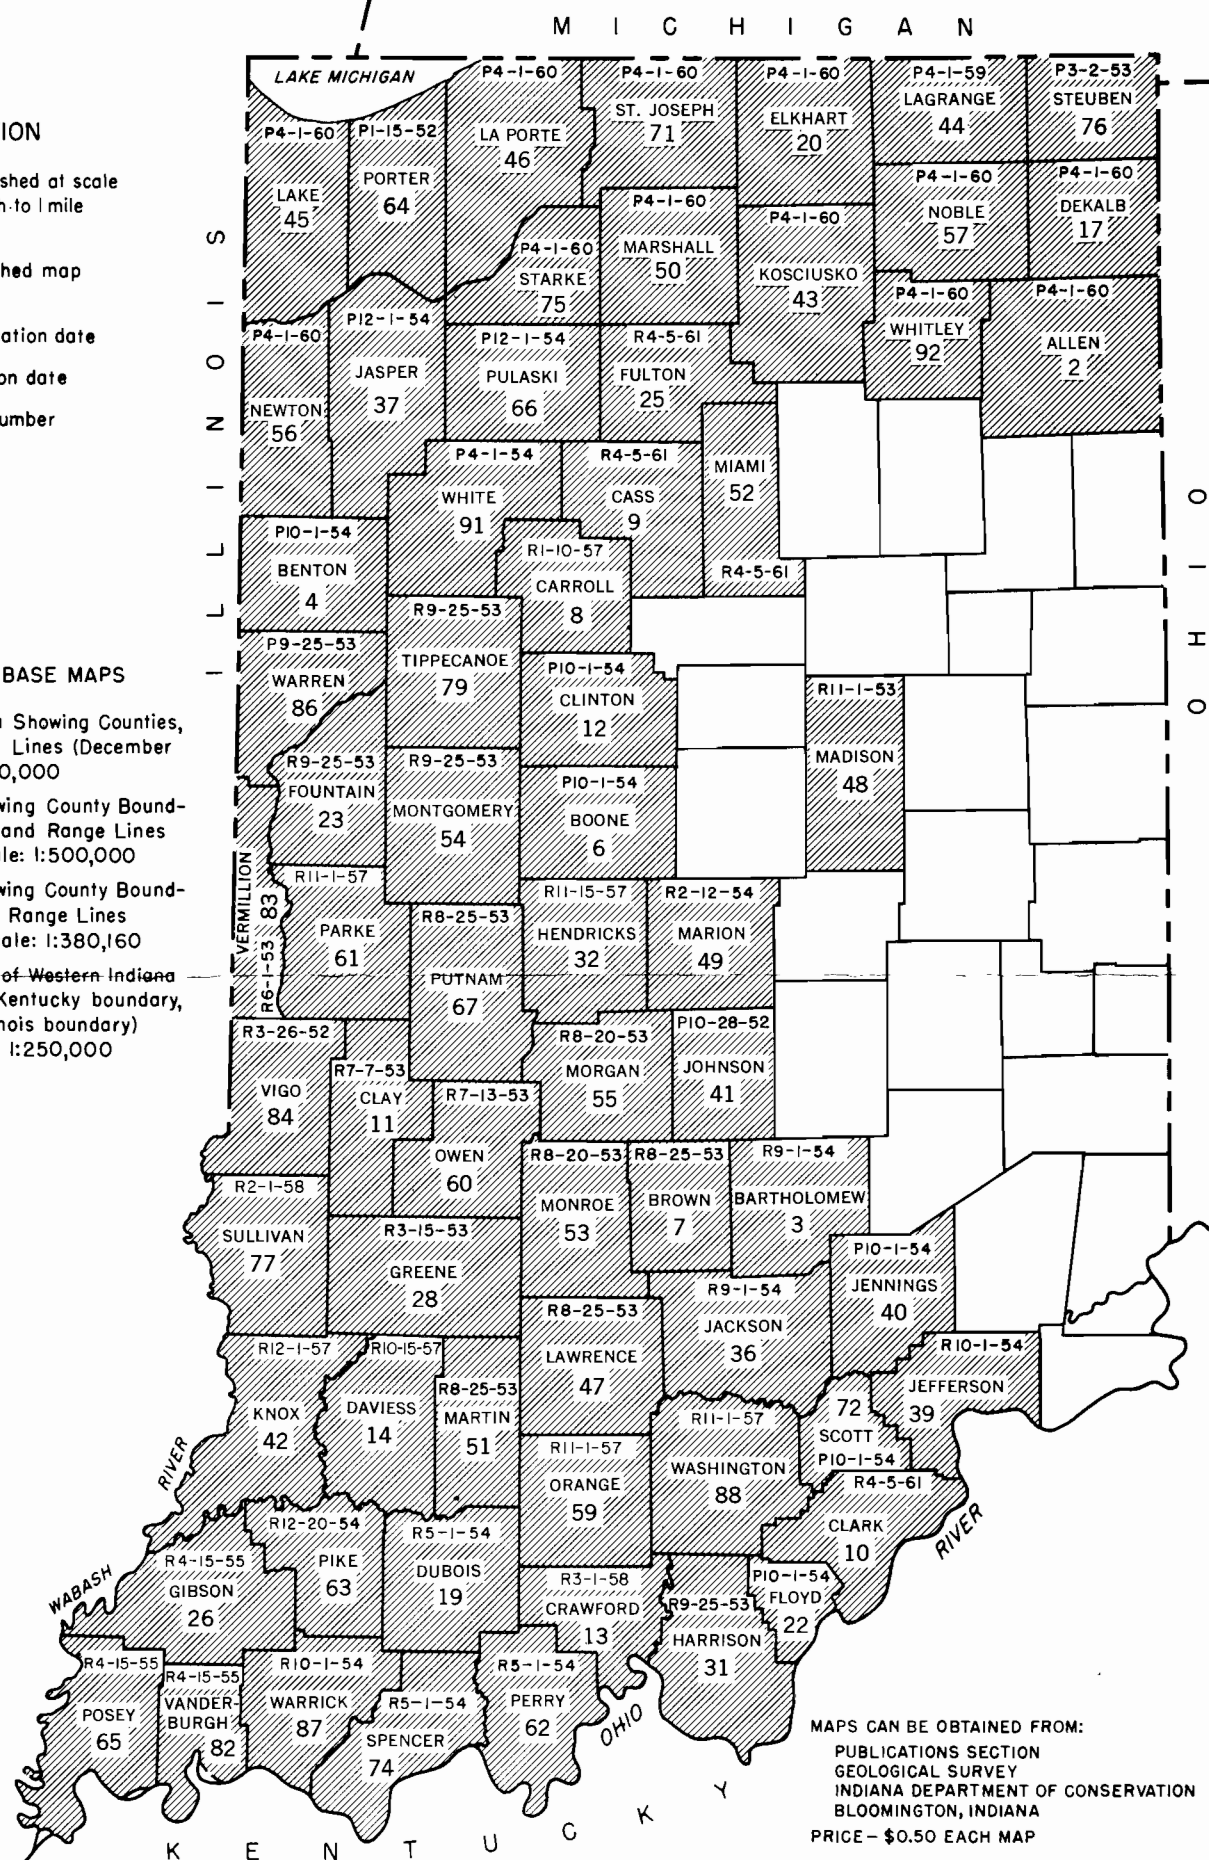 M I C H I G A N
LAKE MICHIGAN
P4-1-60
P4-1-60
P4-1-60
P4-1-59
P3-2-53
ST. JOSEPH
71
ELKHART
20
LAGRANGE
44
STEUBEN
76
P4-1-60
P1-15-52
LA PORTE
46
LAKE
45
PORTER
64
P4-1-60
P4-1-60
NOBLE
57
DEKALB
17
P4-1-60
P4-1-60
P4-1-60
STARKE
75
MARSHALL
50
KOSCIUSKO
43
P4-1-60
WHITLEY
92
P4-1-60
ALLEN
2
P4-1-60
NEWTON
56
P12-1-54
JASPER
37
P12-1-54
PULASKI
66
R4-5-61
FULTON
25
P4-1-54
WHITE
91
R4-5-61
CASS
9
MIAMI
52
R4-5-61
P10-1-54
BENTON
4
R1-10-57
CARROLL
8
P9-25-53
WARREN
86
R9-25-53
TIPPECANOE
79
P10-1-54
CLINTON
12
R11-1-53
MADISON
48
R9-25-53
FOUNTAIN
23
R9-25-53
MONTGOMERY
54
P10-1-54
BOONE
6
VERMILLION
83
R6-1-53
R11-1-57
PARKE
61
R8-25-53
PUTNAM
67
R11-15-57
HENDRICKS
32
R2-12-54
MARION
49
R3-26-52
VIGO
84
R7-7-53
CLAY
11
R7-13-53
OWEN
60
R8-20-53
MORGAN
55
P10-28-52
JOHNSON
41
R2-1-58
SULLIVAN
77
R3-15-53
GREENE
28
R8-20-53
MONROE
53
R8-25-53
BROWN
7
R9-1-54
BARTHOLOMEW
3
P10-1-54
JENNINGS
40
R8-25-53
LAWRENCE
47
R9-1-54
JACKSON
36
R10-1-54
JEFFERSON
39
R12-1-57
KNOX
42
R10-15-57
DAVIESS
14
R8-25-53
MARTIN
51
R11-1-57
ORANGE
59
R11-1-57
WASHINGTON
88
72
SCOTT
P10-1-54
R4-5-61
CLARK
10
R4-15-55
GIBSON
26
R12-20-54
PIKE
63
R5-1-54
DUBOIS
19
R3-1-58
CRAWFORD
13
R9-25-53
HARRISON
31
P10-1-54
FLOYD
22
R4-15-55
POSEY
65
R4-15-55
VANDER-
BURGH
82
R10-1-54
WARRICK
87
R5-1-54
SPENCER
74
R5-1-54
PERRY
62
WABASH RIVER
OHIO RIVER
I L L I N O I S
O H I O
K E N T U C K Y
ION
shed at scale
to 1 mile
hed map
ation date
on date
umber
BASE MAPS
Showing Counties,
Lines (December
0,000
wing County Bound-
and Range Lines
le: 1:500,000
wing County Bound-
Range Lines
ale: 1:380,160
of Western Indiana
Kentucky boundary,
nois boundary)
1:250,000
MAPS CAN BE OBTAINED FROM:
PUBLICATIONS SECTION
GEOLOGICAL SURVEY
INDIANA DEPARTMENT OF CONSERVATION
BLOOMINGTON, INDIANA
PRICE - $0.50 EACH MAP